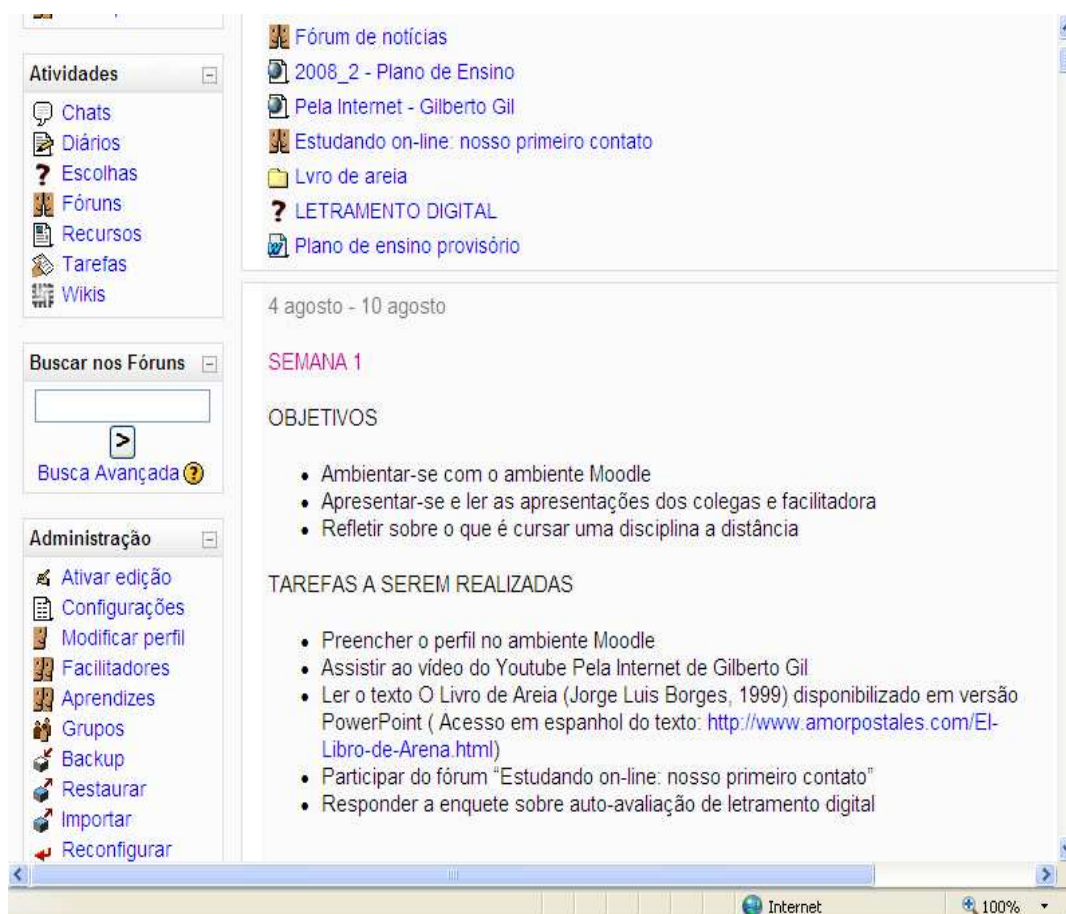 Atividades
Chats
Diários
Escolhas
Fóruns
Recursos
Tarefas
Wikis
Buscar nos Fóruns
>
Busca Avançada ?
Administração
Ativar edição
Configurações
Modificar perfil
Facilitadores
Aprendizes
Grupos
Backup
Restaurar
Importar
Reconfigurar
Fórum de notícias
2008_2 - Plano de Ensino
Pela Internet - Gilberto Gil
Estudando on-line: nosso primeiro contato
Lvro de areia
? LETRAMENTO DIGITAL
Plano de ensino provisório
4 agosto - 10 agosto
SEMANA 1
OBJETIVOS
• Ambientar-se com o ambiente Moodle
• Apresentar-se e ler as apresentações dos colegas e facilitadora
• Refletir sobre o que é cursar uma disciplina a distância
TAREFAS A SEREM REALIZADAS
• Preencher o perfil no ambiente Moodle
• Assistir ao vídeo do Youtube Pela Internet de Gilberto Gil
• Ler o texto O Livro de Areia (Jorge Luis Borges, 1999) disponibilizado em versão
PowerPoint ( Acesso em espanhol do texto: http://www.amorpostales.com/El-
Libro-de-Arena.html)
• Participar do fórum “Estudando on-line: nosso primeiro contato”
• Responder a enquete sobre auto-avaliação de letramento digital
Internet
100%